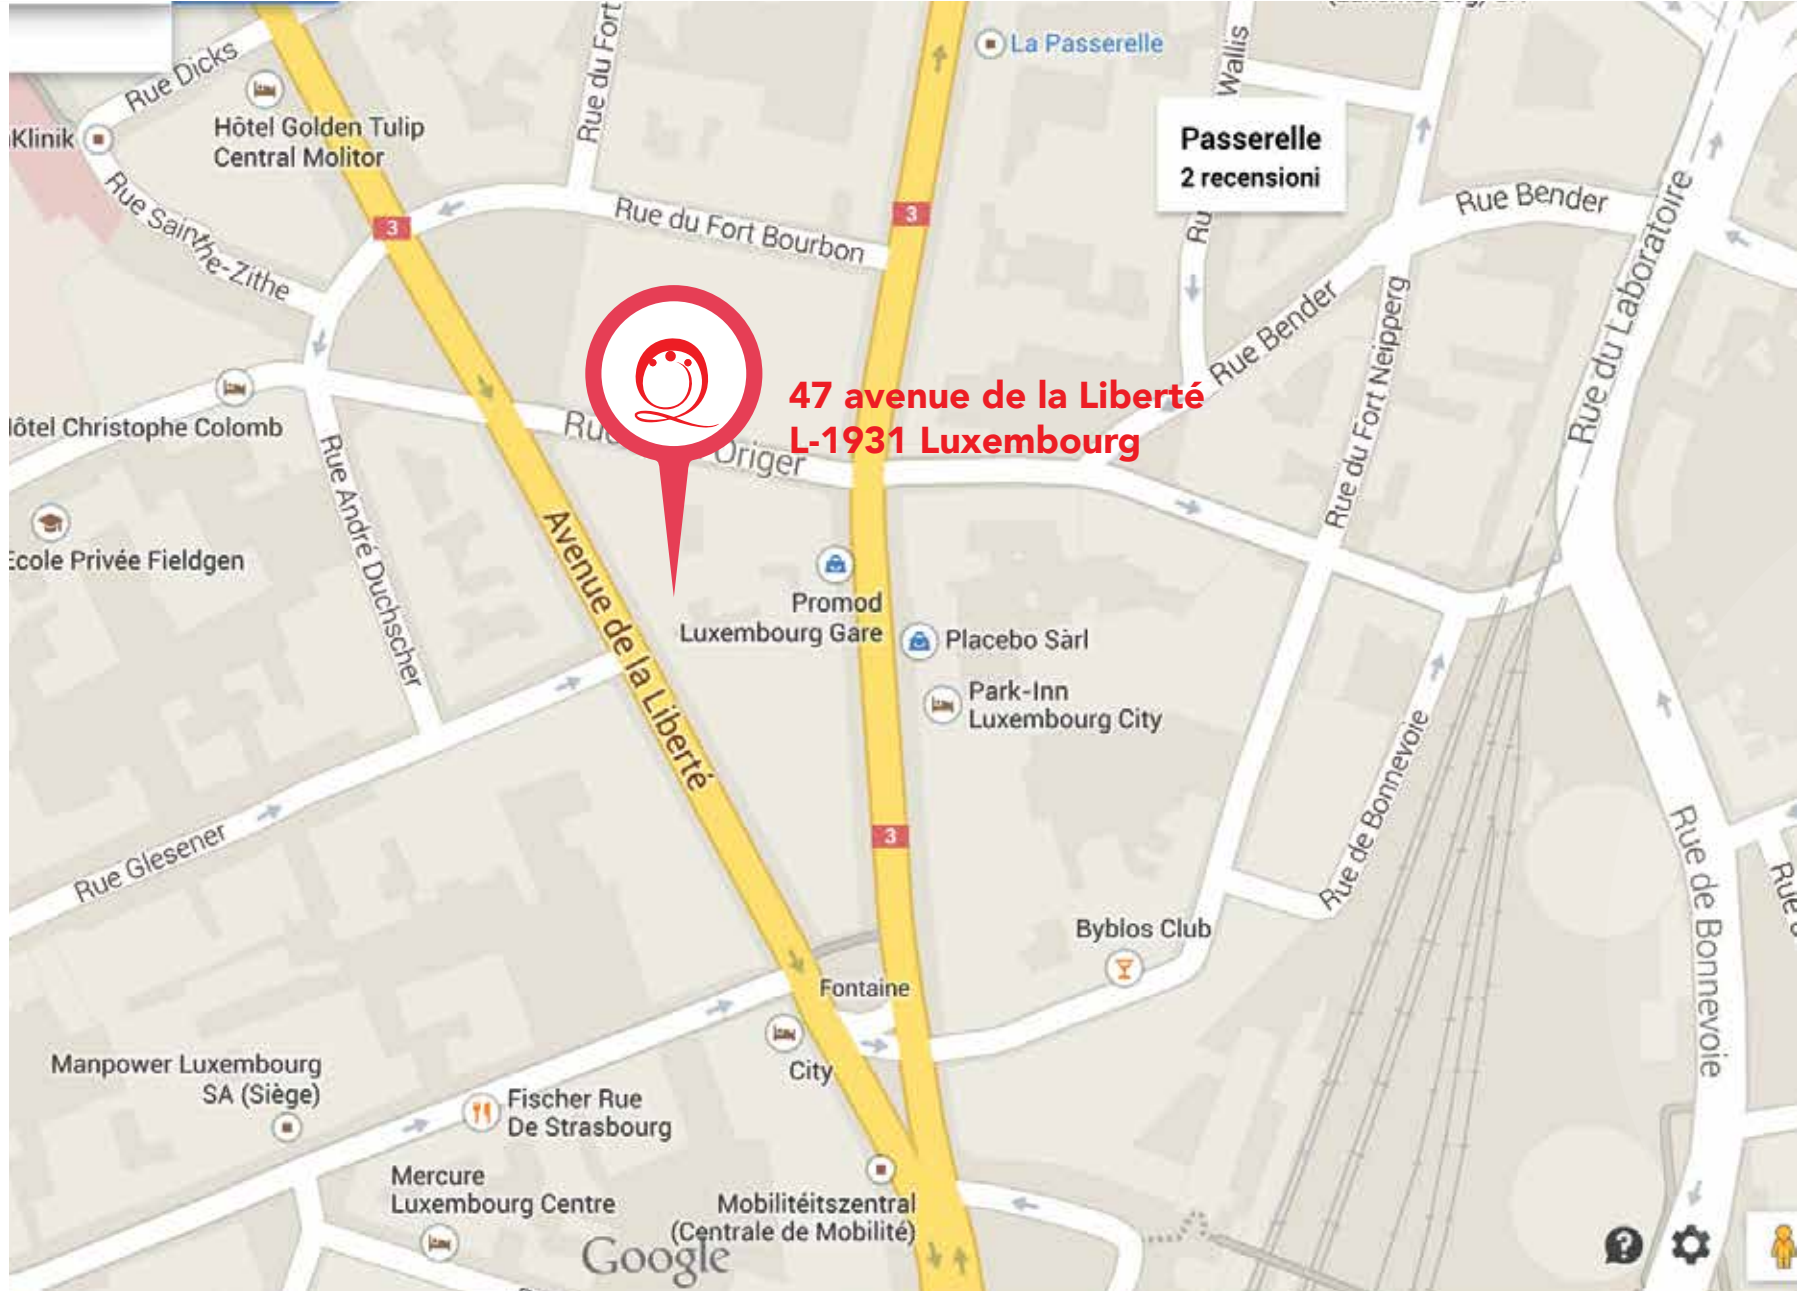 Rue Dicks
Rue du Fort
La Passerelle
Wallis
Klinik
Hôtel Golden Tulip
Central Molitor
Passerelle
2 recensioni
Rue Sainthe-Zithe
3
3
Rue du Fort Bourbon
Rue Bender
Rue du Laboratoire
Rue Bender
Rue du Fort Neipperg
47 avenue de la Liberté
L-1931 Luxembourg
ôtel Christophe Colomb
Origer
Rue André Duchscher
École Privée Fieldgen
Avenue de la Liberté
Promod
Luxembourg Gare
Placebo Sàrl
Park-Inn
Luxembourg City
Rue Glesener
3
Rue de Bonnevoie
Rue de Bonnevoie
Rue
Byblos Club
Fontaine
City
Manpower Luxembourg
SA (Siège)
Fischer Rue
De Strasbourg
Mercure
Luxembourg Centre
Mobilitéitszentral
(Centrale de Mobilité)
Google